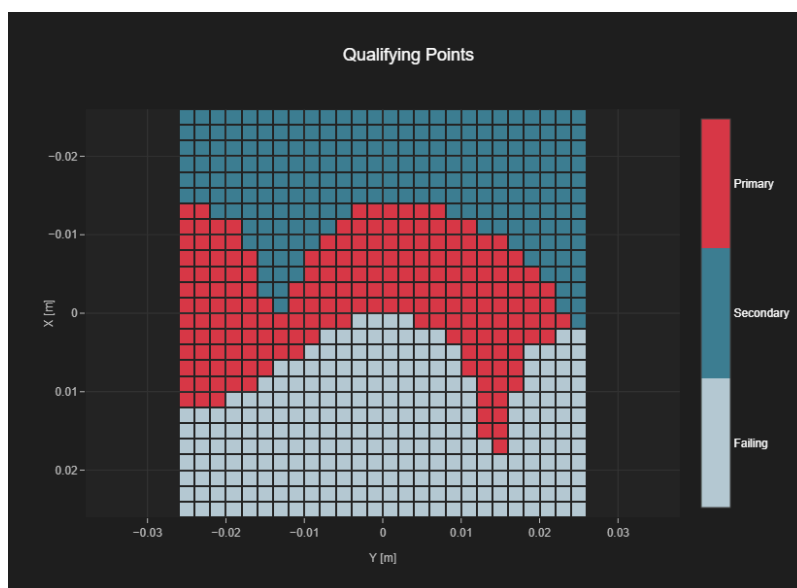 Qualifying Points
X [m]
−0.02
−0.01
0
0.01
0.02
−0.03
−0.02
−0.01
0
0.01
0.02
0.03
Y [m]
Primary
Secondary
Failing